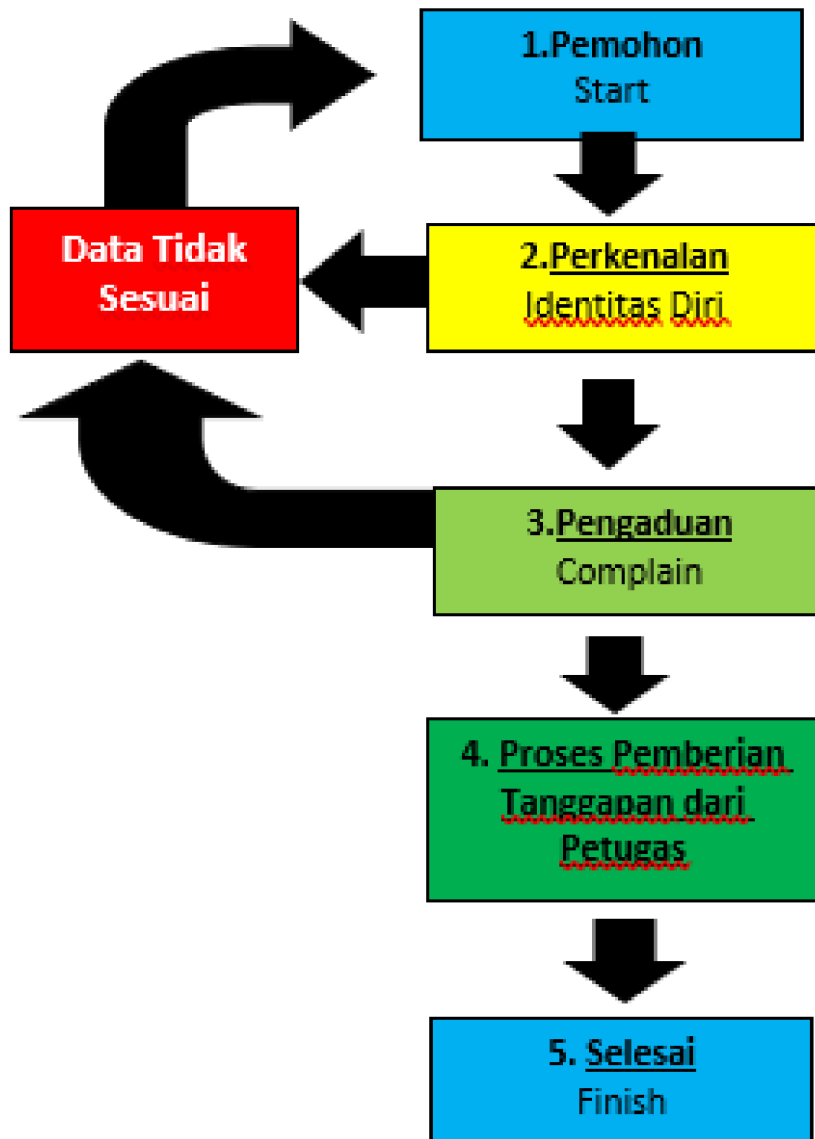 1.Pemohon
Start
Data Tidak
Sesuai
2.Perkenalan
Identitas Diri
3.Pengaduan
Complain
4. Proses Pemberian
Tanggapan dari
Petugas
5. Selesai
Finish